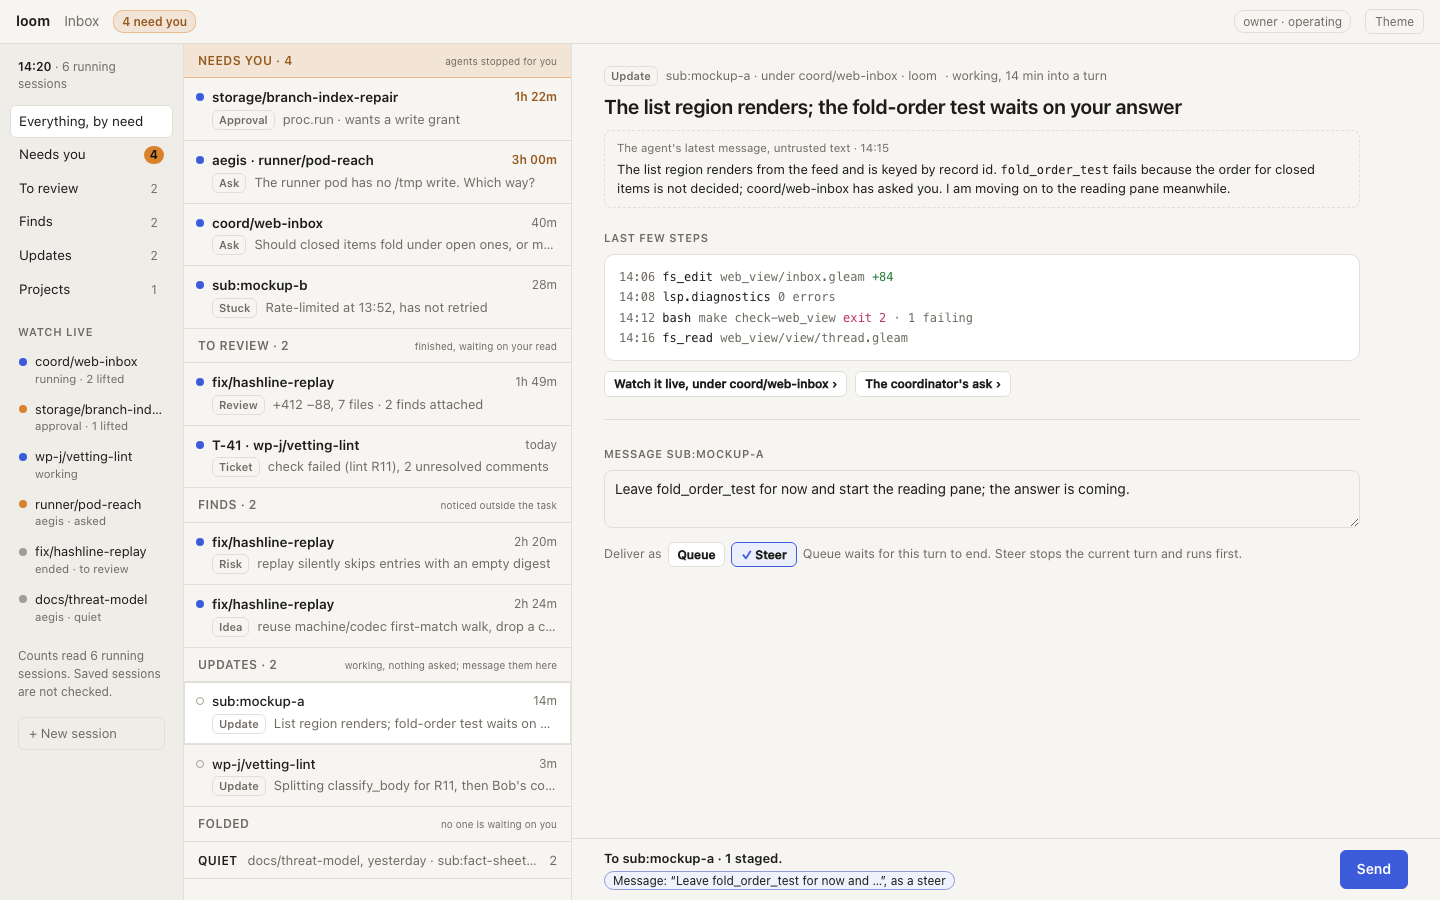 loom Inbox 4 need you owner · operating Theme
14:20 · 6 running
sessions
Everything, by need
Needs you 4
To review 2
Finds 2
Updates 2
Projects 1
WATCH LIVE
coord/web-inbox
running · 2 lifted
storage/branch-ind…
approval · 1 lifted
wp-j/vetting-lint
working
runner/pod-reach
aegis · asked
fix/hashline-replay
ended · to review
docs/threat-model
aegis · quiet
Counts read 6 running
sessions. Saved sessions
are not checked.
+ New session
NEEDS YOU · 4 agents stopped for you
storage/branch-index-repair 1h 22m
Approval proc.run · wants a write grant
aegis · runner/pod-reach 3h 00m
Ask The runner pod has no /tmp write. Which way?
coord/web-inbox 40m
Ask Should closed items fold under open ones, or m…
sub:mockup-b 28m
Stuck Rate-limited at 13:52, has not retried
TO REVIEW · 2 finished, waiting on your read
fix/hashline-replay 1h 49m
Review +412 −88, 7 files · 2 finds attached
T-41 · wp-j/vetting-lint today
Ticket check failed (lint R11), 2 unresolved comments
FINDS · 2 noticed outside the task
fix/hashline-replay 2h 20m
Risk replay silently skips entries with an empty digest
fix/hashline-replay 2h 24m
Idea reuse machine/codec first-match walk, drop a c…
UPDATES · 2 working, nothing asked; message them here
sub:mockup-a 14m
Update List region renders; fold-order test waits on …
wp-j/vetting-lint 3m
Update Splitting classify_body for R11, then Bob's co…
FOLDED no one is waiting on you
QUIET docs/threat-model, yesterday · sub:fact-sheet… 2
Update sub:mockup-a · under coord/web-inbox · loom · working, 14 min into a turn
The list region renders; the fold-order test waits on your answer
The agent's latest message, untrusted text · 14:15
The list region renders from the feed and is keyed by record id. fold_order_test fails because the order for closed
items is not decided; coord/web-inbox has asked you. I am moving on to the reading pane meanwhile.
LAST FEW STEPS
14:06 fs_edit web_view/inbox.gleam +84
14:08 lsp.diagnostics 0 errors
14:12 bash make check-web_view exit 2 · 1 failing
14:16 fs_read web_view/view/thread.gleam
Watch it live, under coord/web-inbox ›
The coordinator's ask ›
MESSAGE SUB:MOCKUP-A
Leave fold_order_test for now and start the reading pane; the answer is coming.
Deliver as Queue ✓ Steer Queue waits for this turn to end. Steer stops the current turn and runs first.
To sub:mockup-a · 1 staged.
Message: “Leave fold_order_test for now and …”, as a steer
Send